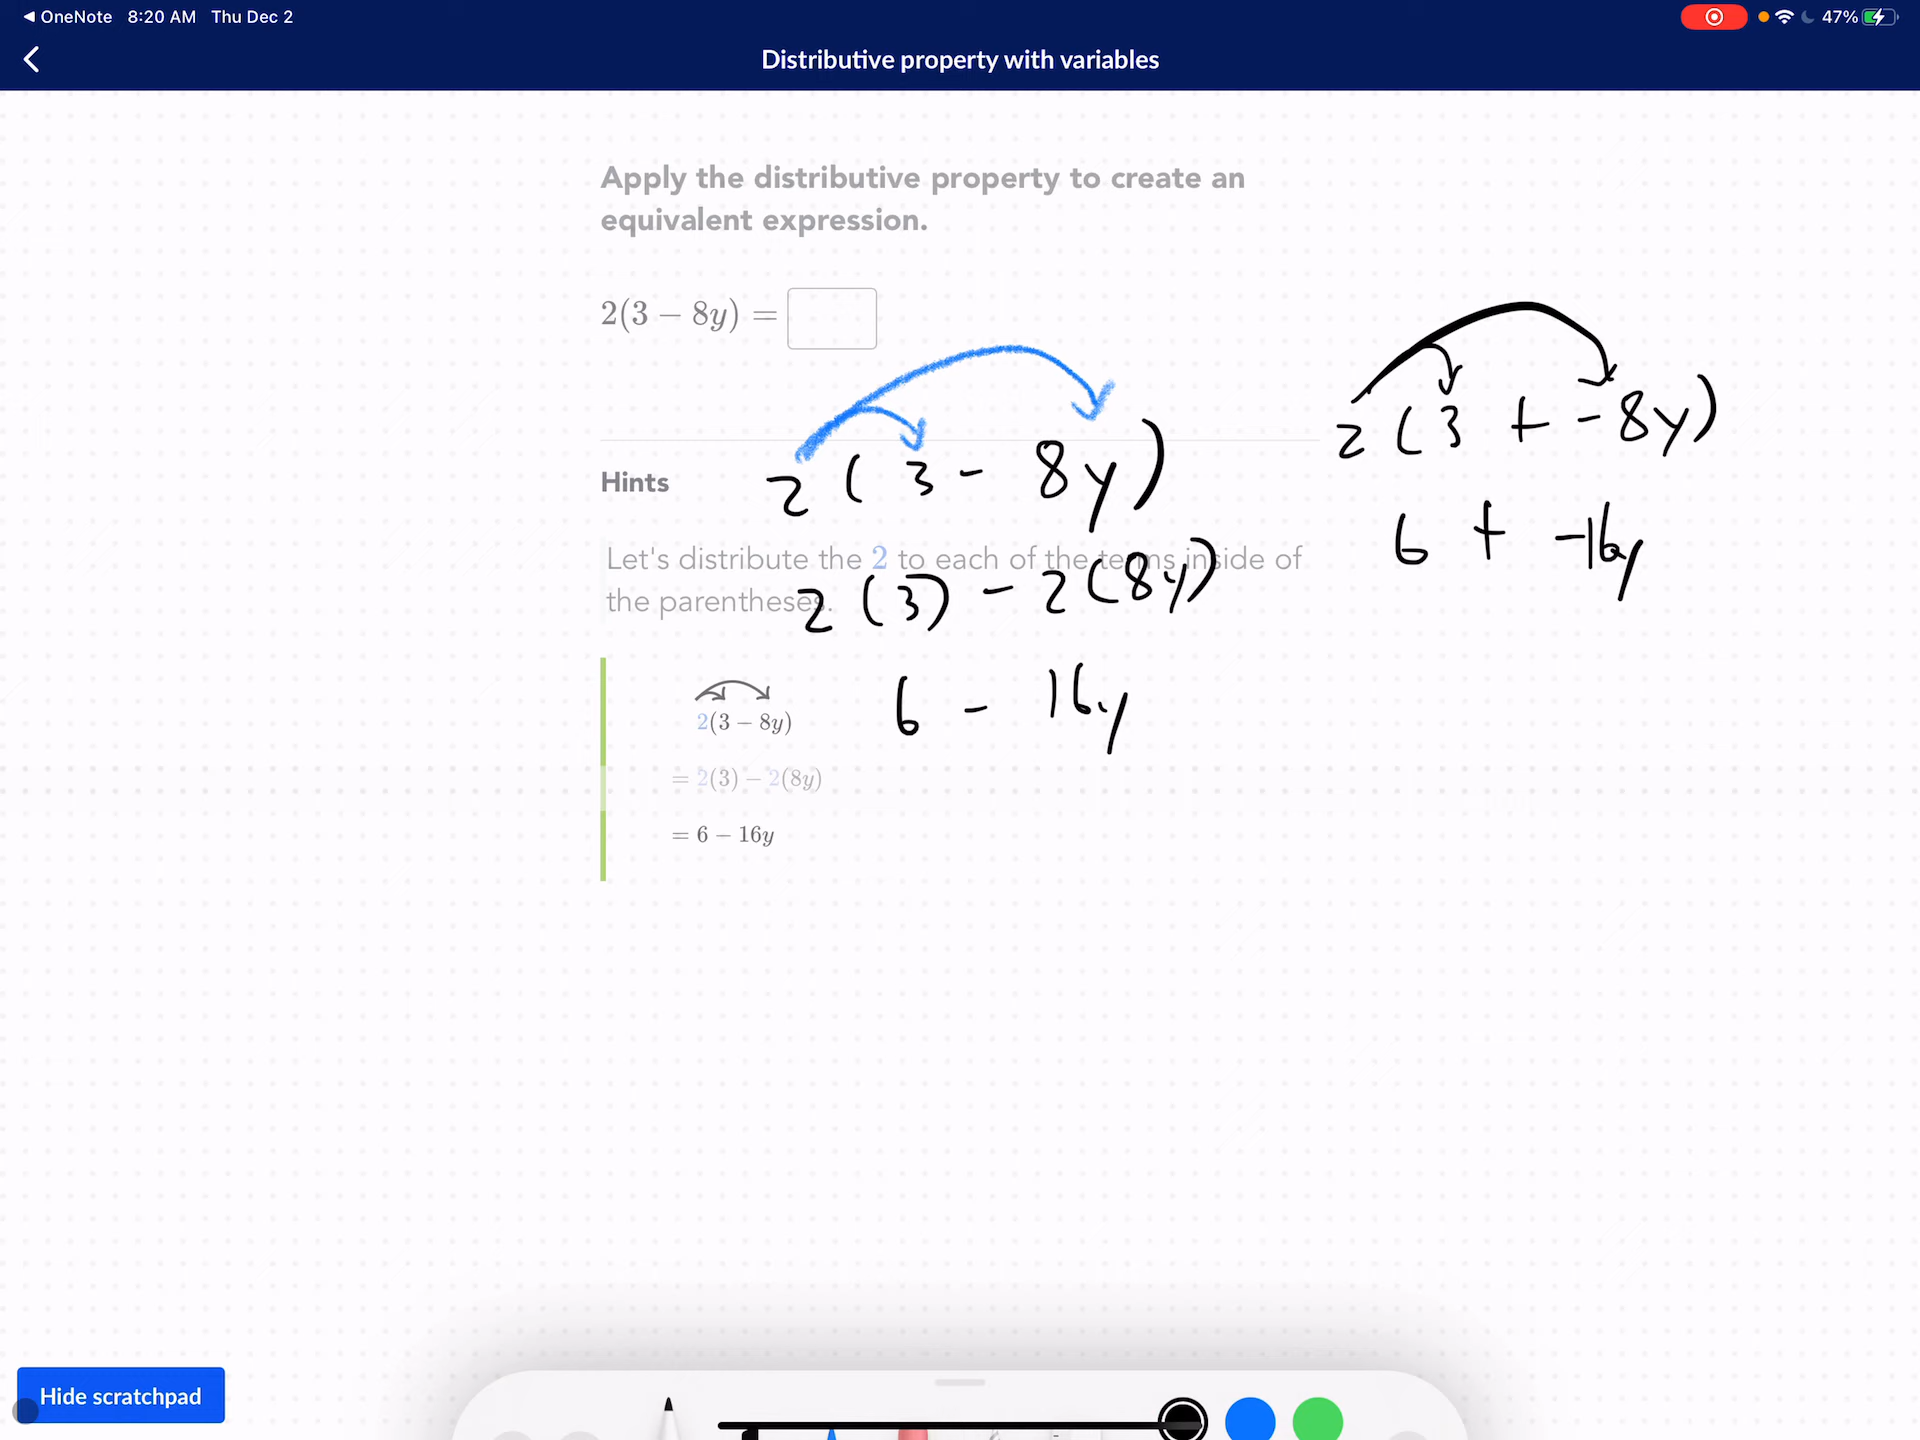 OneNote 8:20 AM Thu Dec 2
47%
Distributive property with variables
Apply the distributive property to create an
equivalent expression.
2(3 − 8y) =
2 ( 3 - 8y )
Hints
Let's distribute the 2 to each of the terms inside of
the parentheses.
2 (3) - 2 (8y)
6 - 16y
2(3 − 8y)
= 2(3) − 2(8y)
= 6 − 16y
2 ( 3 + -8y)
6 + -16y
Hide scratchpad